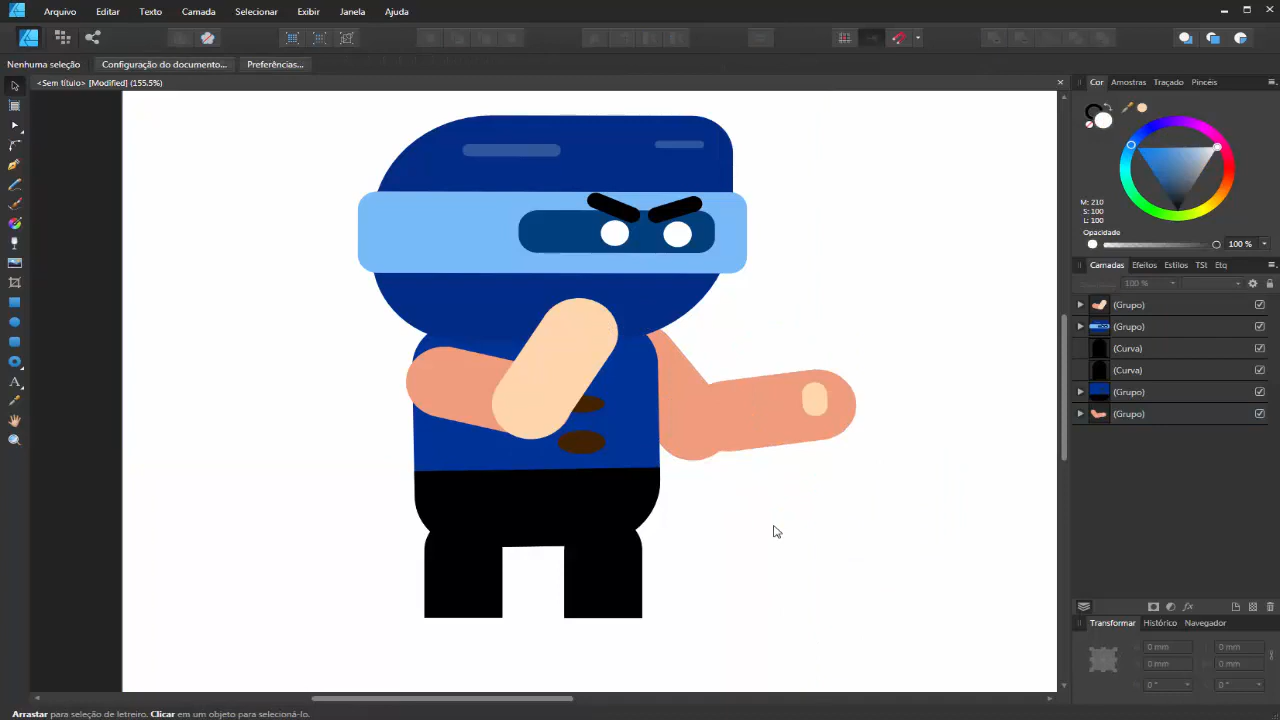 Arquivo Editar Texto Camada Selecionar Exibir Janela Ajuda
Nenhuma seleção Configuração do documento... Preferências...
<Sem título> [Modified] (155.5%)
Cor Amostras Traçado Pincéis
M: 210
S: 100
L: 100
Opacidade
100 %
Camadas Efeitos Estilos TSI Etq
100 %
(Grupo)
(Grupo)
(Curva)
(Curva)
(Grupo)
(Grupo)
Transformar Histórico Navegador
0 mm 0 mm
0 mm 0 mm
0 ° 0 °
Arrastar para seleção de letreiro. Clicar em um objeto para selecioná-lo.